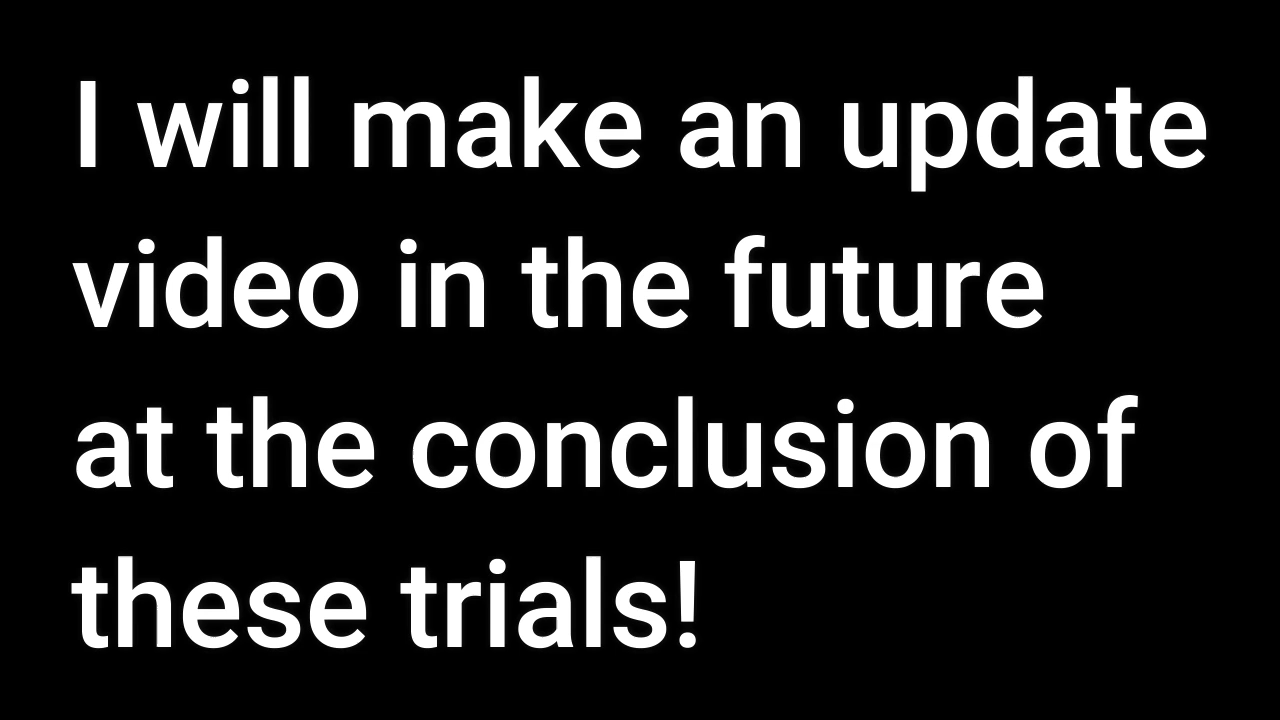 I will make an update
video in the future
at the conclusion of
these trials!